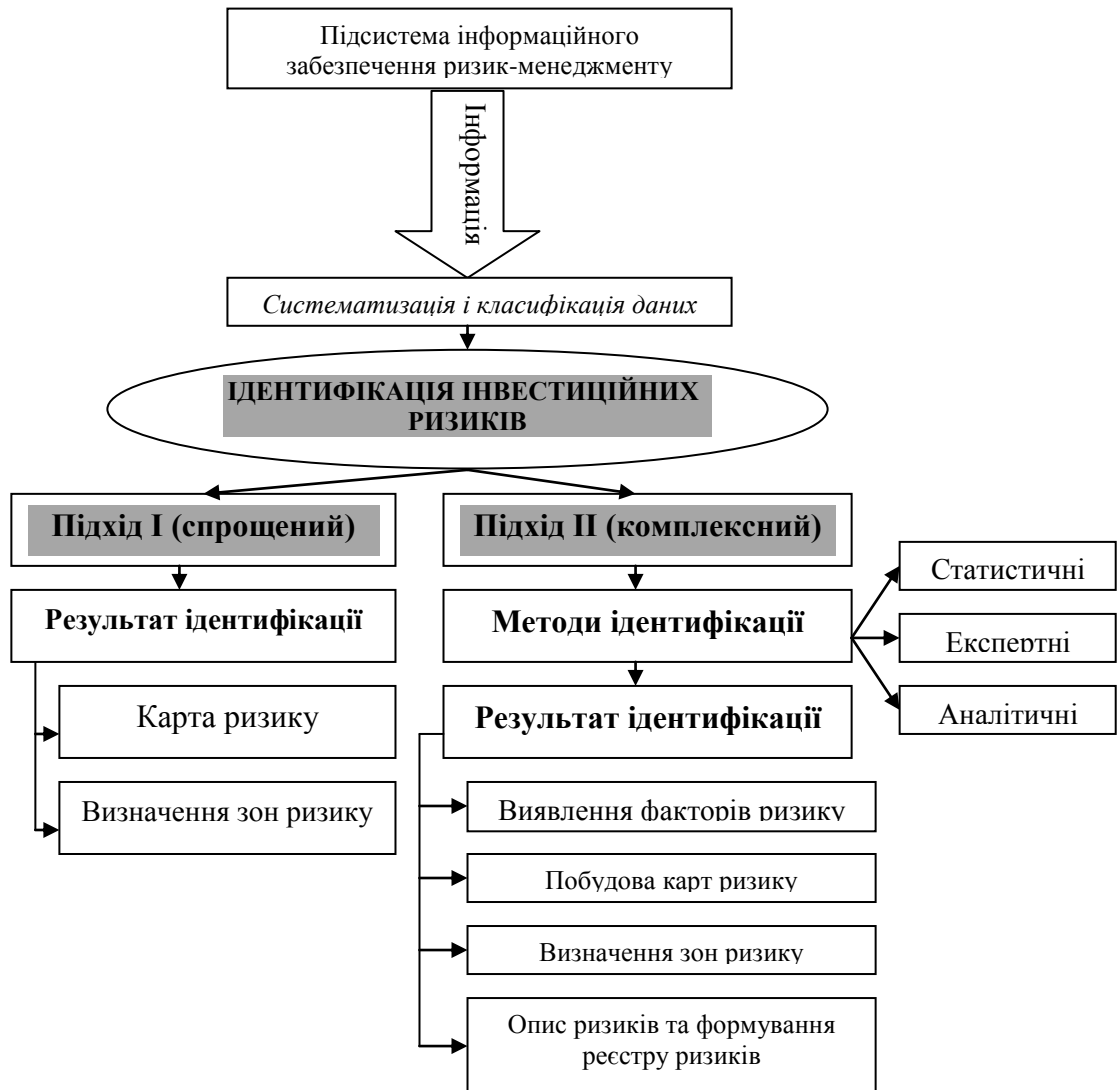 Підсистема інформаційного
забезпечення ризик-менеджменту
Інформація
Систематизація і класифікація даних
ІДЕНТИФІКАЦІЯ ІНВЕСТИЦІЙНИХ
РИЗИКІВ
Підхід І (спрощений)
Результат ідентифікації
Карта ризику
Визначення зон ризику
Підхід ІІ (комплексний)
Методи ідентифікації
Статистичні
Експертні
Аналітичні
Результат ідентифікації
Виявлення факторів ризику
Побудова карт ризику
Визначення зон ризику
Опис ризиків та формування
реєстру ризиків